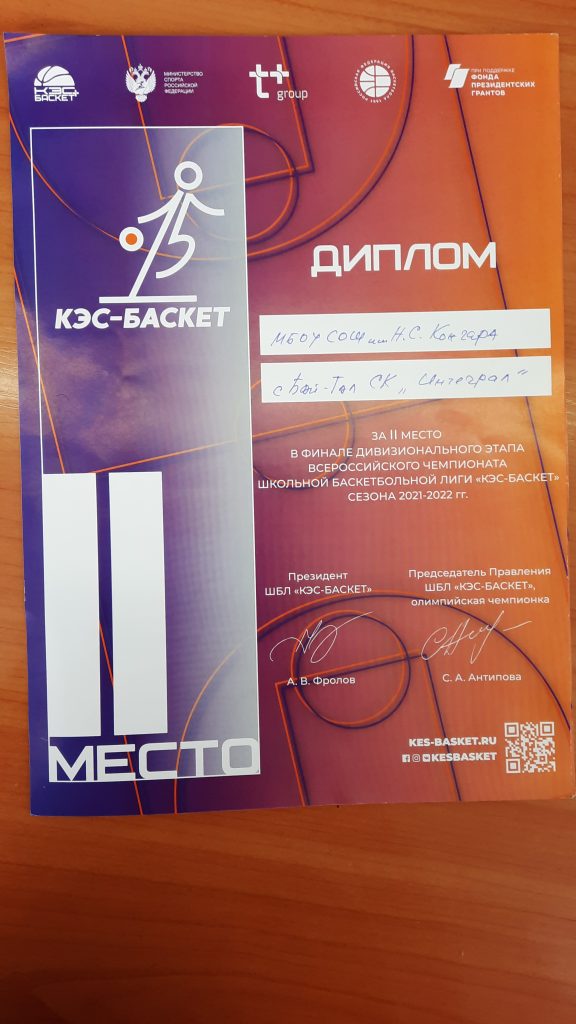 КЭС
БАСКЕТ
МИНИСТЕРСТВО
СПОРТА
РОССИЙСКОЙ
ФЕДЕРАЦИИ
t+
group
РОССИЙСКАЯ ФЕДЕРАЦИЯ БАСКЕТБОЛА
ПРИ ПОДДЕРЖКЕ
ФОНДА
ПРЕЗИДЕНТСКИХ
ГРАНТОВ
КЭС-БАСКЕТ
ДИПЛОМ
МБОУ СОШ им Н.С. Конгара
с Бай-Тал СК „Интеграл"
ЗА II МЕСТО
В ФИНАЛЕ ДИВИЗИОНАЛЬНОГО ЭТАПА
ВСЕРОССИЙСКОГО ЧЕМПИОНАТА
ШКОЛЬНОЙ БАСКЕТБОЛЬНОЙ ЛИГИ «КЭС-БАСКЕТ»
СЕЗОНА 2021-2022 гг.
Президент
ШБЛ «КЭС-БАСКЕТ»
А. В. Фролов
Председатель Правления
ШБЛ «КЭС-БАСКЕТ»,
олимпийская чемпионка
С. А. Антипова
II
МЕСТО
KES-BASKET.RU
KESBASKET